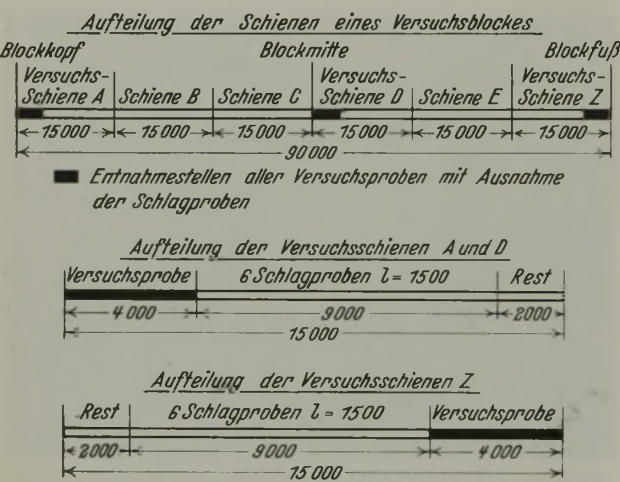 Aufteilung der Schienen eines Versuchsblockes
Blockkopf Blockmitte Blockfuß
Versuchs- Versuchs- Versuchs-
Schiene A Schiene B Schiene C Schiene D Schiene E Schiene Z
15000 15000 15000 15000 15000 15000
90000
Entnahmestellen aller Versuchsproben mit Ausnahme
der Schlagproben
Aufteilung der Versuchsschienen A und D
Versuchsprobe 6 Schlagproben l = 1500 Rest
4000 9000 2000
15000
Aufteilung der Versuchsschienen Z
Rest 6 Schlagproben l = 1500 Versuchsprobe
2000 9000 4000
15000